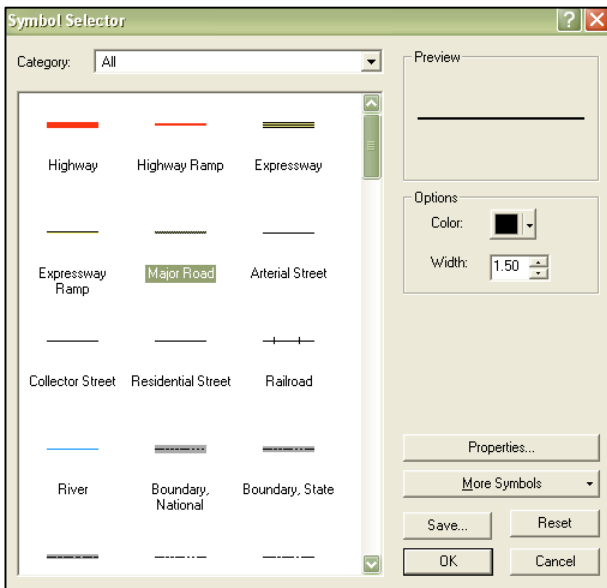 Symbol Selector
Category: All
Preview
Highway Highway Ramp Expressway
Options
Color:
Expressway Ramp Major Road Arterial Street
Width: 1.50
Collector Street Residential Street Railroad
Properties...
River Boundary, National Boundary, State
More Symbols
Save... Reset
OK Cancel